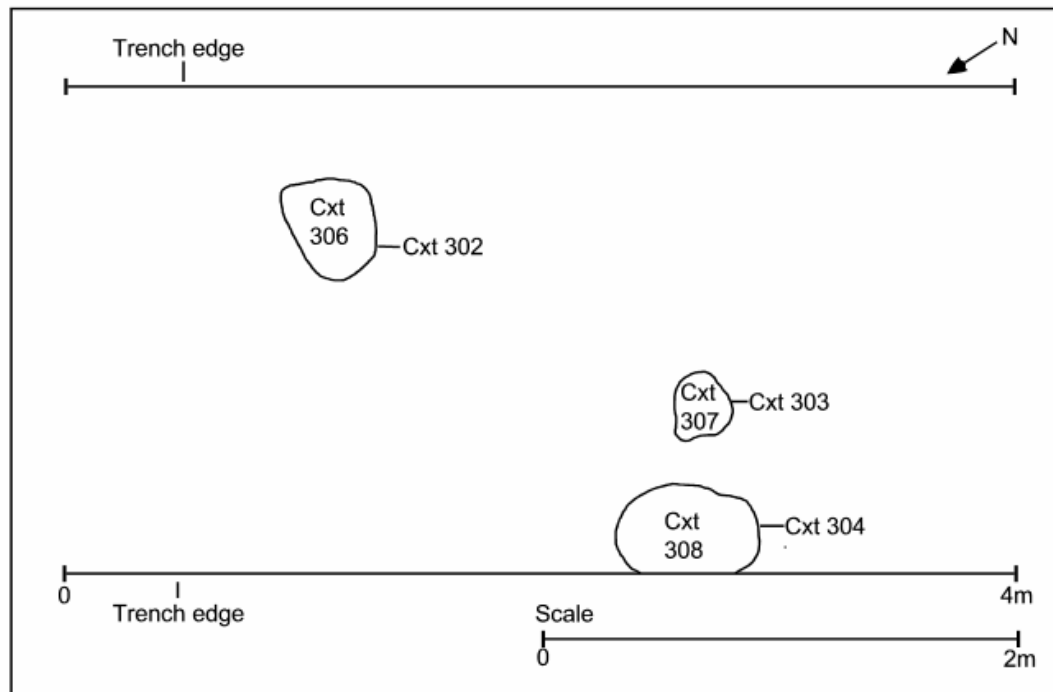 Trench edge
N
Cxt
306
Cxt 302
Cxt
307
Cxt 303
Cxt
308
Cxt 304
0
4m
Trench edge
Scale
0
2m